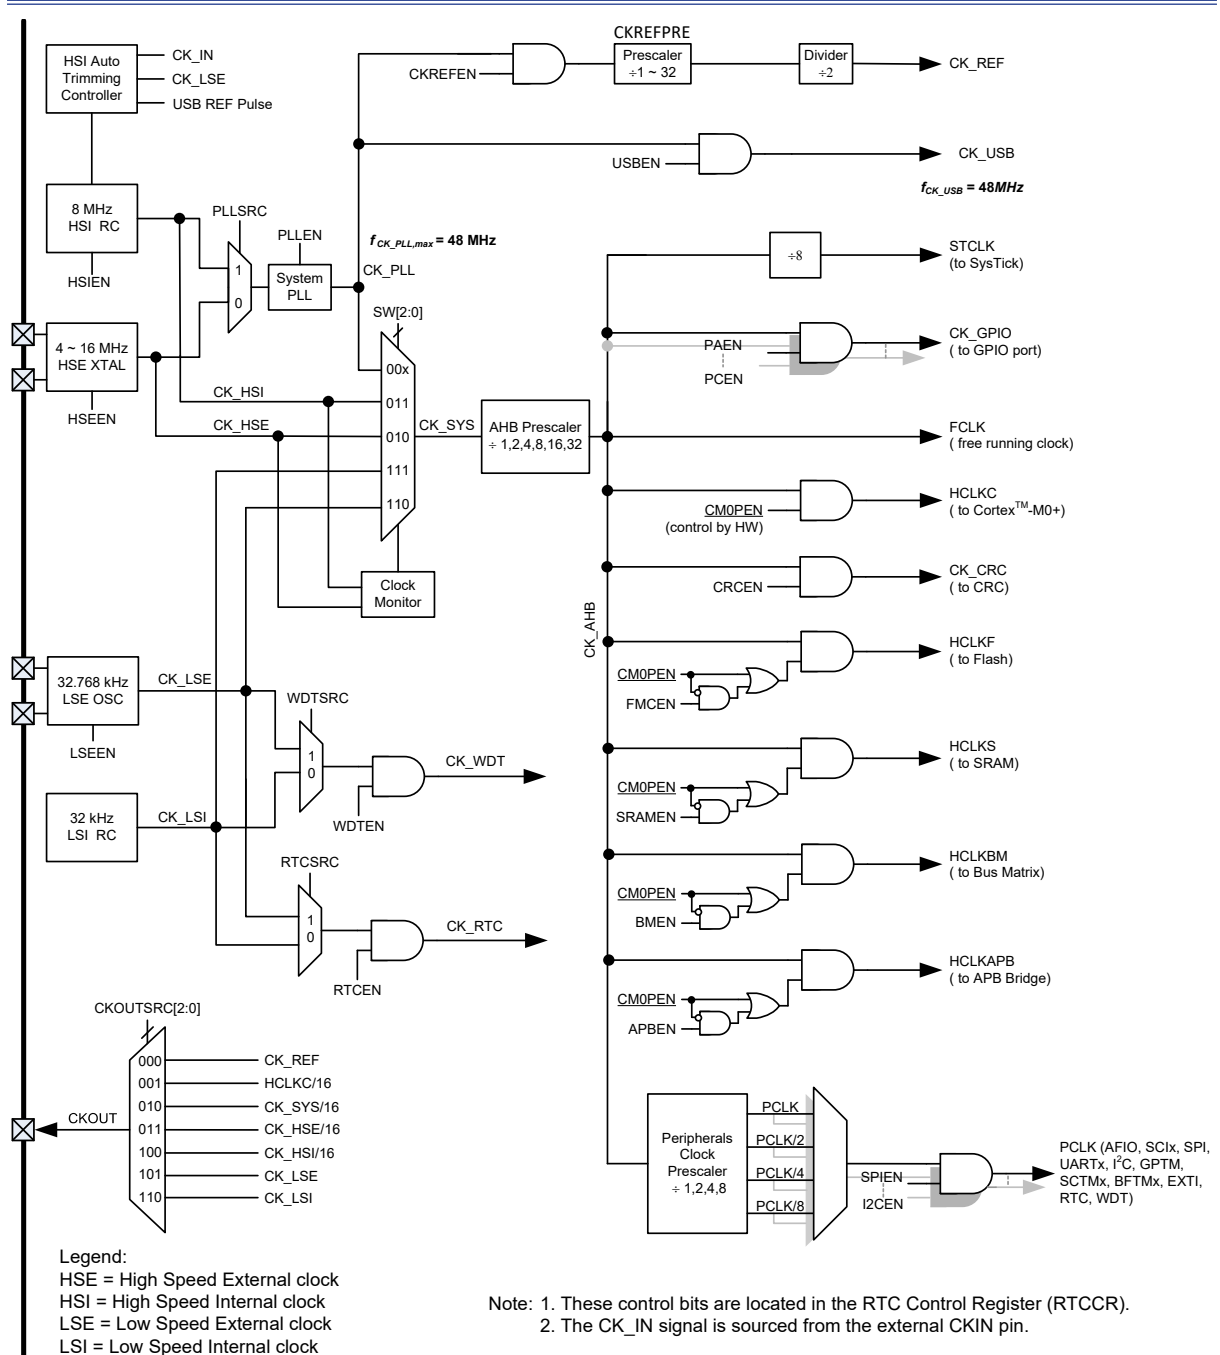 CKREFPRE
HSI Auto
Trimming
Controller
CK_IN
CK_LSE
USB REF Pulse
CKREFEN
Prescaler
÷1 ~ 32
Divider
÷2
CK_REF
USBEN
CK_USB
fCK_USB = 48MHz
8 MHz
HSI RC
HSIEN
PLLSRC
1
0
PLLEN
System
PLL
fCK_PLL,max = 48 MHz
CK_PLL
÷8
STCLK
(to SysTick)
4 ~ 16 MHz
HSE XTAL
HSEEN
SW[2:0]
00x
011
010
111
110
CK_HSI
CK_HSE
CK_SYS
AHB Prescaler
÷ 1,2,4,8,16,32
PAEN
PCEN
CK_GPIO
( to GPIO port)
FCLK
( free running clock)
CM0PEN
(control by HW)
HCLKC
( to Cortex™-M0+)
Clock
Monitor
CRCEN
CK_CRC
( to CRC)
CK_AHB
CM0PEN
FMCEN
HCLKF
( to Flash)
32.768 kHz
LSE OSC
CK_LSE
LSEEN
WDTSRC
1
0
CK_WDT
WDTEN
CM0PEN
SRAMEN
HCLKS
( to SRAM)
32 kHz
LSI RC
CK_LSI
RTCSRC
1
0
CK_RTC
RTCEN
CM0PEN
BMEN
HCLKBM
( to Bus Matrix)
CM0PEN
APBEN
HCLKAPB
( to APB Bridge)
CKOUTSRC[2:0]
CKOUT
000 CK_REF
001 HCLKC/16
010 CK_SYS/16
011 CK_HSE/16
100 CK_HSI/16
101 CK_LSE
110 CK_LSI
Peripherals
Clock
Prescaler
÷ 1,2,4,8
PCLK
PCLK/2
PCLK/4
PCLK/8
SPIEN
I2CEN
PCLK (AFIO, SCIx, SPI,
UARTx, I²C, GPTM,
SCTMx, BFTMx, EXTI,
RTC, WDT)
Legend:
HSE = High Speed External clock
HSI = High Speed Internal clock
LSE = Low Speed External clock
LSI = Low Speed Internal clock
Note: 1. These control bits are located in the RTC Control Register (RTCCR).
2. The CK_IN signal is sourced from the external CKIN pin.